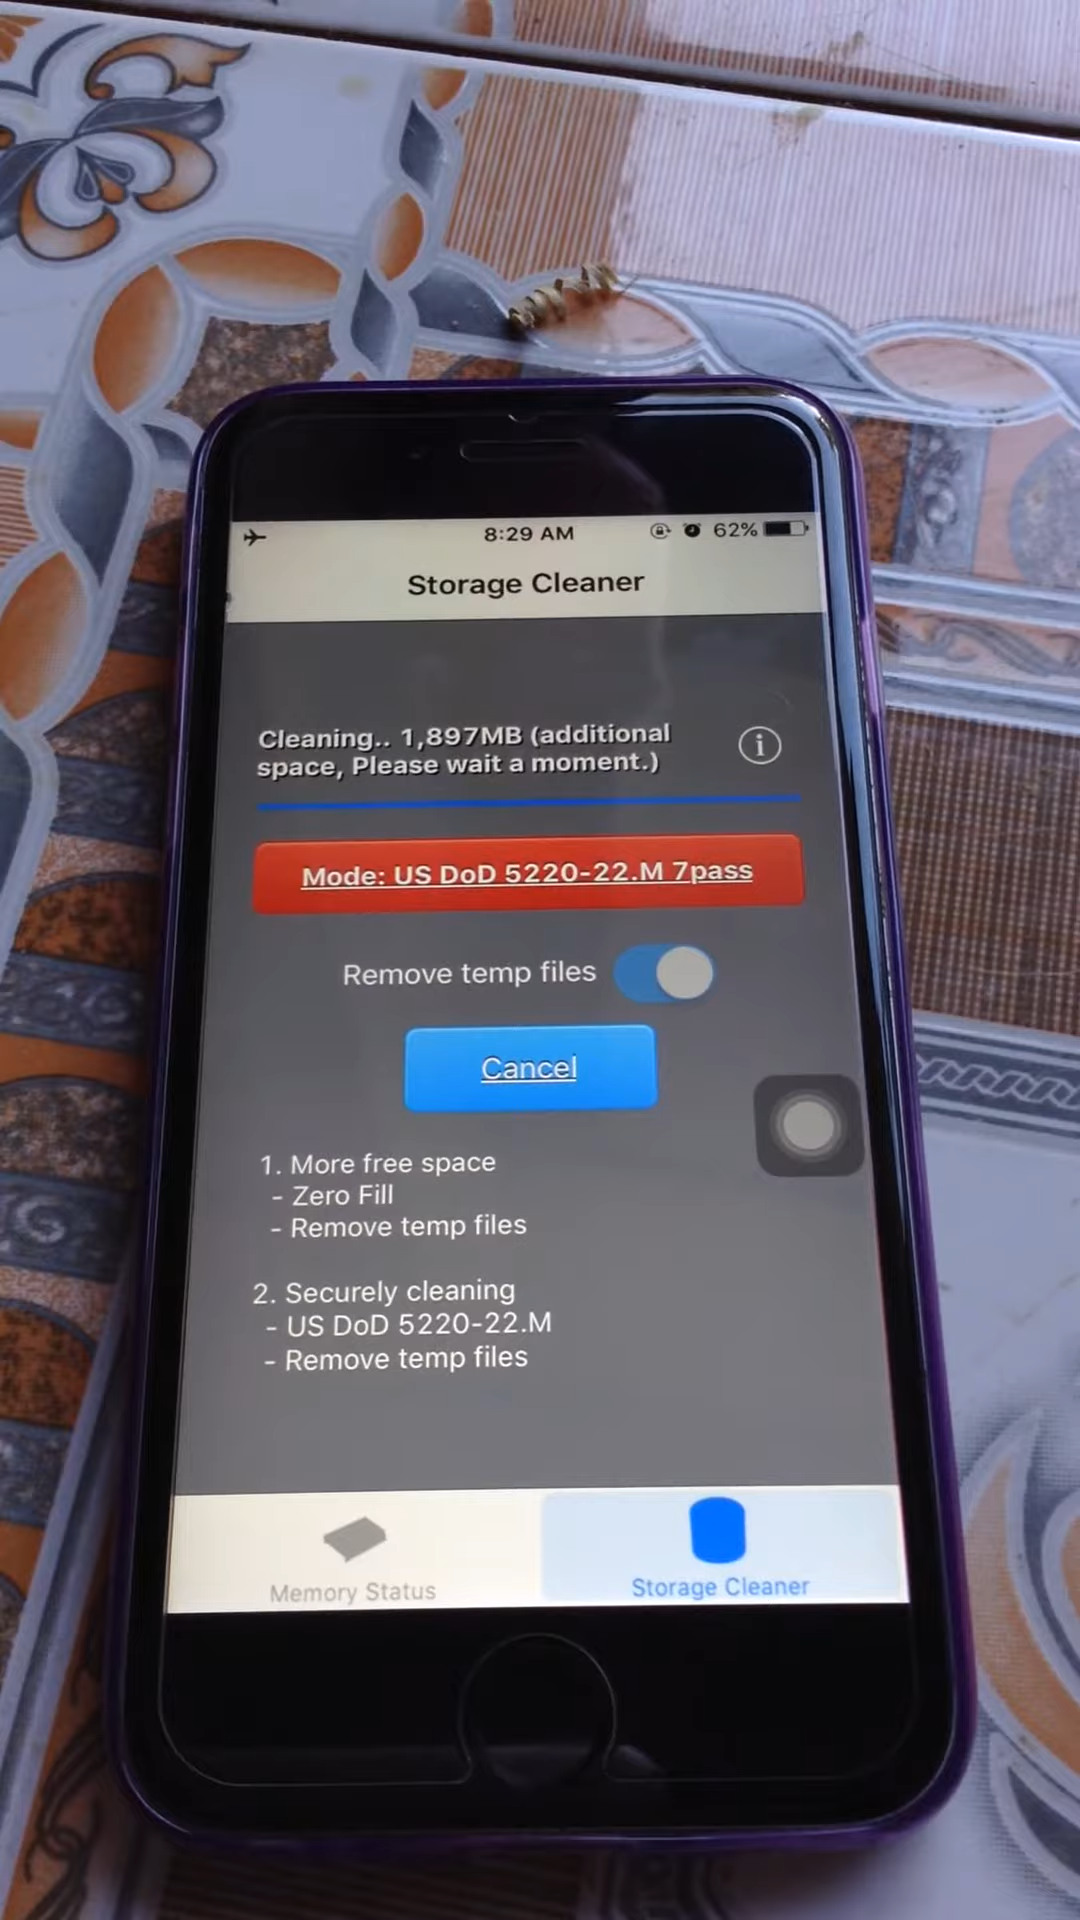 8:29 AM
62%
Storage Cleaner
Cleaning.. 1,897MB (additional
space, Please wait a moment.)
Mode: US DoD 5220-22.M 7pass
Remove temp files
Cancel
1. More free space
- Zero Fill
- Remove temp files
2. Securely cleaning
- US DoD 5220-22.M
- Remove temp files
Memory Status
Storage Cleaner